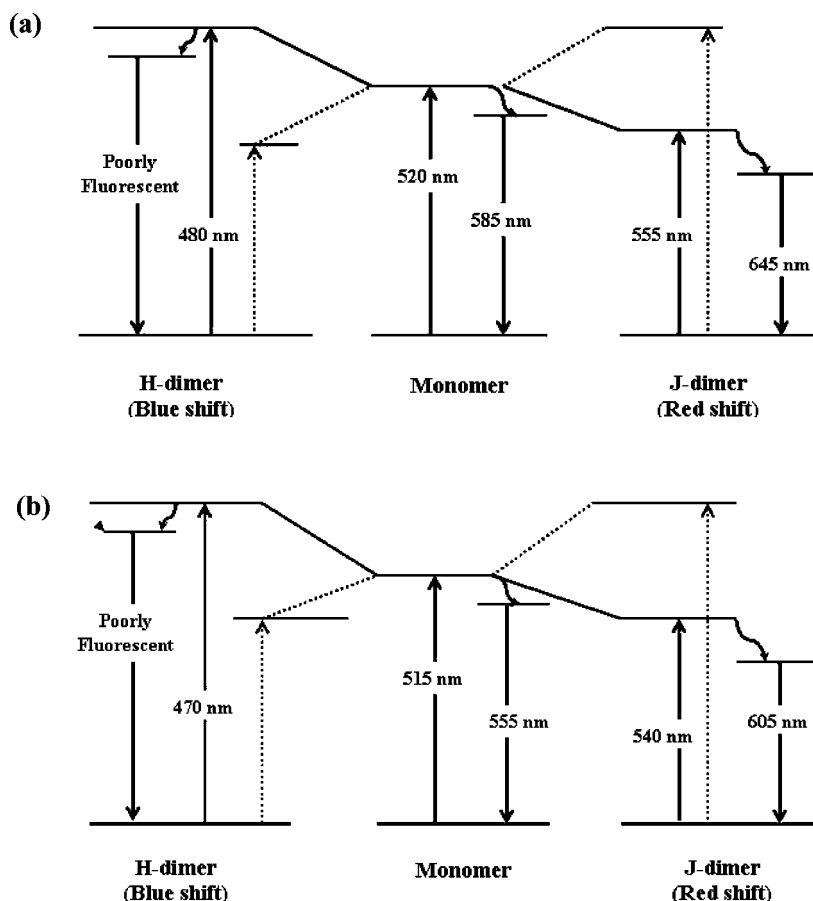 (a)
Poorly
Fluorescent
480 nm
520 nm
585 nm
555 nm
645 nm
H-dimer
(Blue shift)
Monomer
J-dimer
(Red shift)
(b)
Poorly
Fluorescent
470 nm
515 nm
555 nm
540 nm
605 nm
H-dimer
(Blue shift)
Monomer
J-dimer
(Red shift)